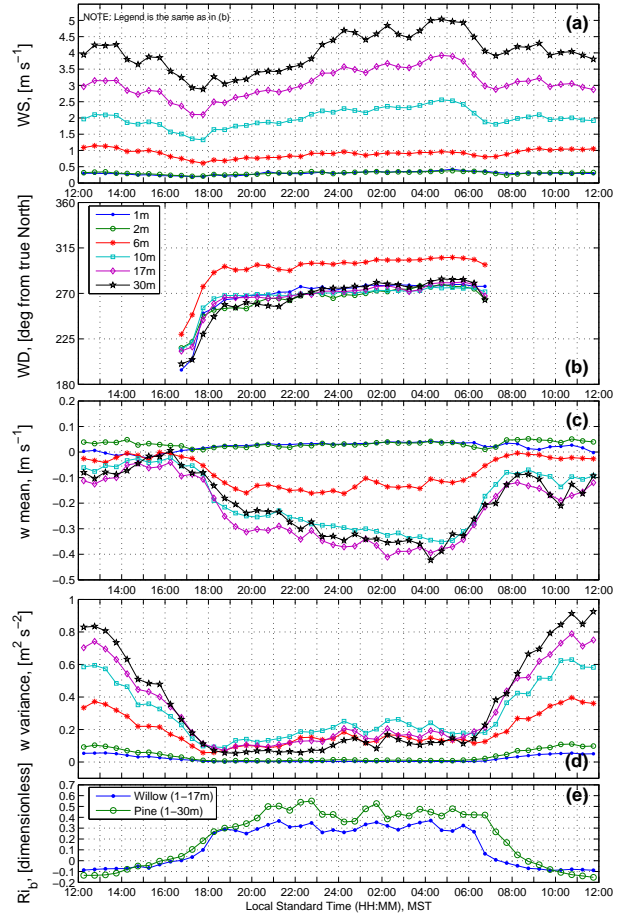 NOTE: Legend is the same as in (b)
(a)
WS, [m s⁻¹]
5
4.5
4
3.5
3
2.5
2
1.5
1
0.5
0
12:00 14:00 16:00 18:00 20:00 22:00 00:00 02:00 04:00 06:00 08:00 10:00 12:00
WD, [deg from true North]
360
315
270
225
180
1m
2m
6m
10m
17m
30m
(b)
14:00 16:00 18:00 20:00 22:00 00:00 02:00 04:00 06:00 08:00 10:00 12:00
(c)
w mean, [m s⁻¹]
0.2
0.1
0
−0.1
−0.2
−0.3
−0.4
−0.5
12:00 14:00 16:00 18:00 20:00 22:00 00:00 02:00 04:00 06:00 08:00 10:00 12:00
w variance, [m² s⁻²]
1
0.8
0.6
0.4
0.2
0
(d)
12:00 14:00 16:00 18:00 20:00 22:00 00:00 02:00 04:00 06:00 08:00 10:00 12:00
Ri_b, [dimensionless]
0.7
0.6
0.5
0.4
0.3
0.2
0.1
0
−0.1
−0.2
Willow (1−17m)
Pine (1−30m)
(e)
12:00 14:00 16:00 18:00 20:00 22:00 00:00 02:00 04:00 06:00 08:00 10:00 12:00
Local Standard Time (HH:MM), MST